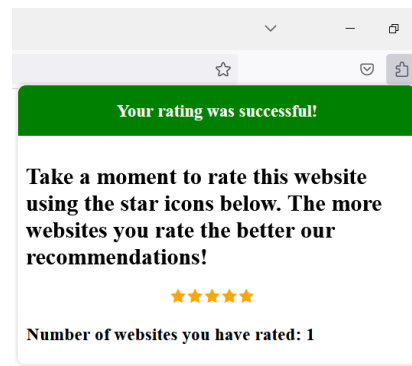 Your rating was successful!
Take a moment to rate this website
using the star icons below. The more
websites you rate the better our
recommendations!
Number of websites you have rated: 1